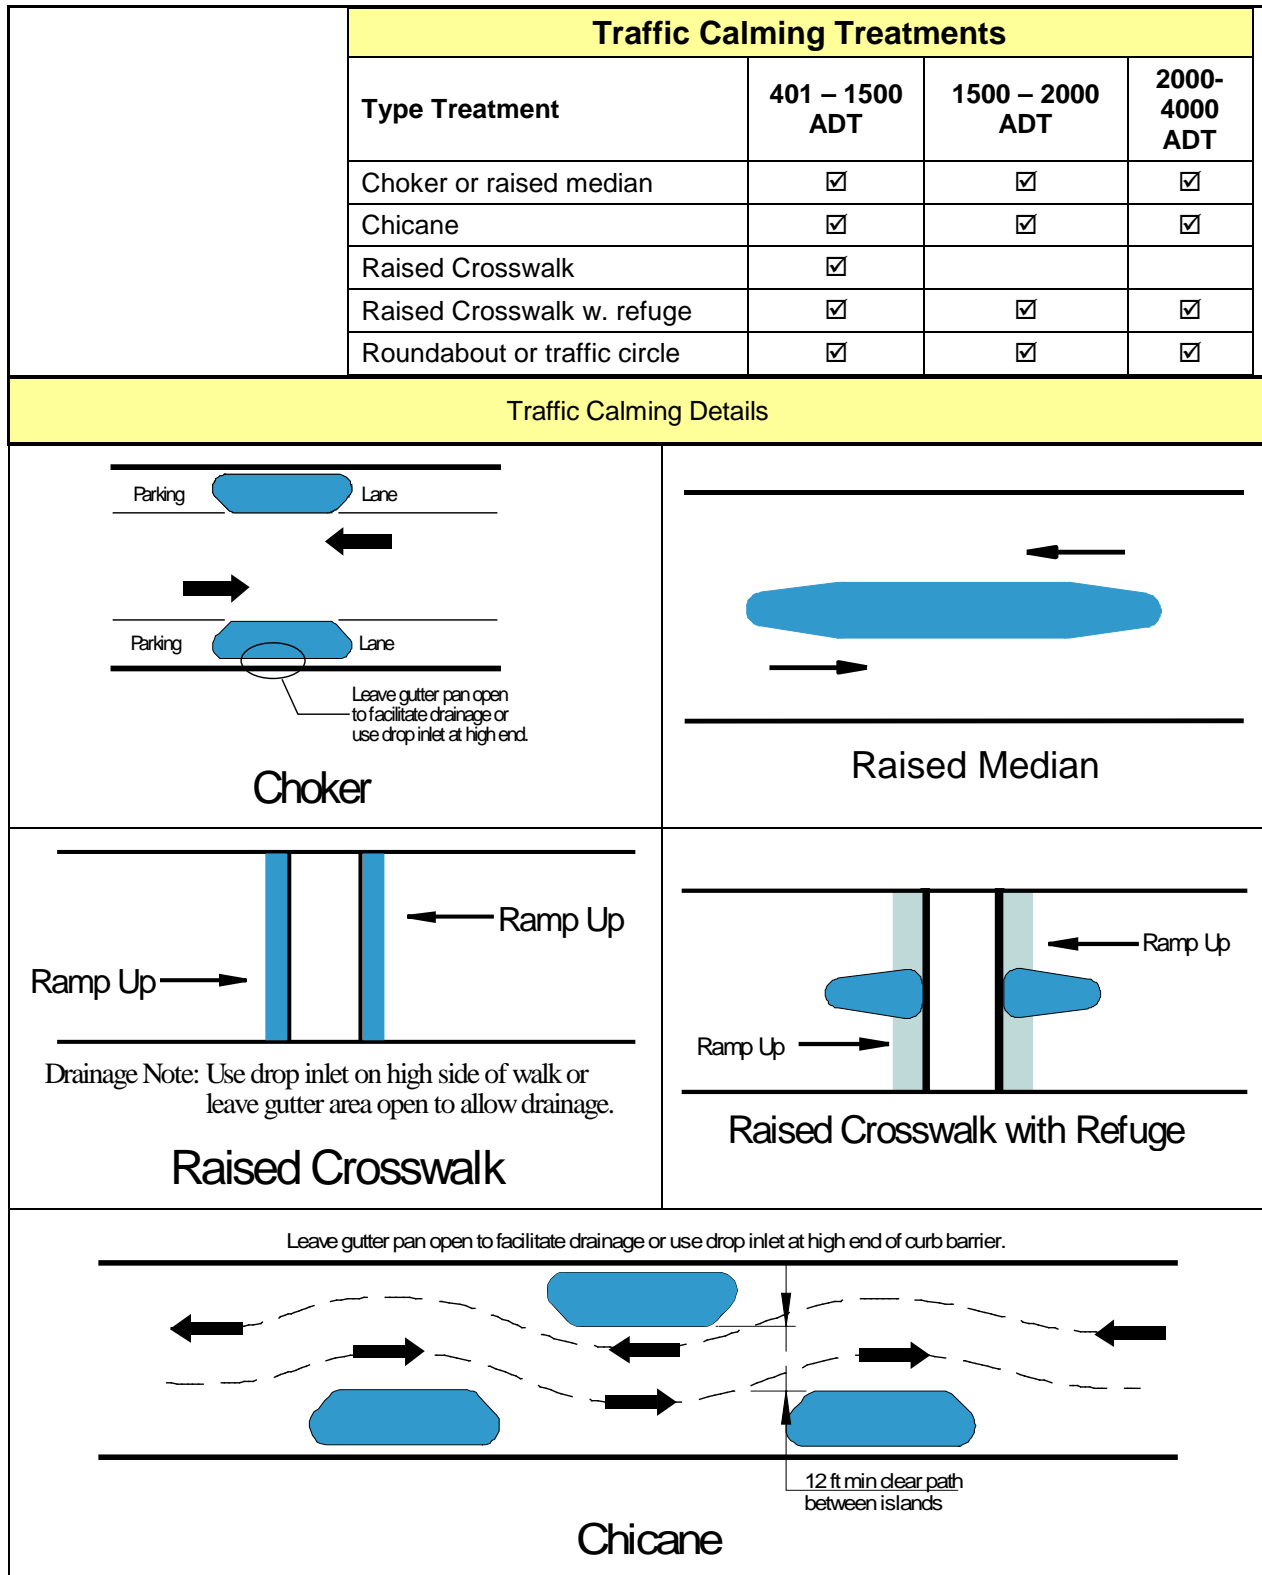 Traffic Calming Treatments
Type Treatment
401 – 1500
ADT
1500 – 2000
ADT
2000-
4000
ADT
Choker or raised median ☑ ☑ ☑
Chicane ☑ ☑ ☑
Raised Crosswalk ☑
Raised Crosswalk w. refuge ☑ ☑ ☑
Roundabout or traffic circle ☑ ☑ ☑
Traffic Calming Details
Parking Lane
Parking Lane
Leave gutter pan open
to facilitate drainage or
use drop inlet at high end.
Choker
Raised Median
Ramp Up
Ramp Up
Drainage Note: Use drop inlet on high side of walk or
leave gutter area open to allow drainage.
Raised Crosswalk
Ramp Up
Ramp Up
Raised Crosswalk with Refuge
Leave gutter pan open to facilitate drainage or use drop inlet at high end of curb barrier.
12 ft min clear path
between islands
Chicane